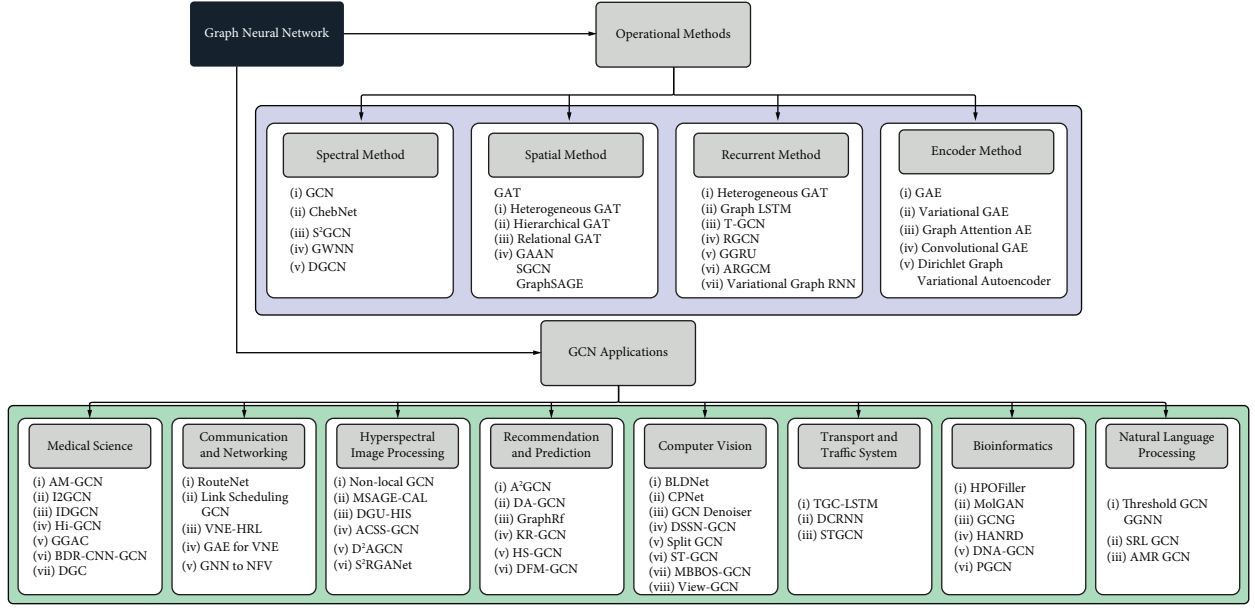 Graph Neural Network
Operational Methods
Spectral Method
(i) GCN
(ii) ChebNet
(iii) S²GCN
(iv) GWNN
(v) DGCN
Spatial Method
GAT
(i) Heterogeneous GAT
(ii) Hierarchical GAT
(iii) Relational GAT
(iv) GAAN
SGCN
GraphSAGE
Recurrent Method
(i) Heterogeneous GAT
(ii) Graph LSTM
(iii) T-GCN
(iv) RGCN
(v) GGRU
(vi) ARGCM
(vii) Variational Graph RNN
Encoder Method
(i) GAE
(ii) Variational GAE
(iii) Graph Attention AE
(iv) Convolutional GAE
(v) Dirichlet Graph
Variational Autoencoder
GCN Applications
Medical Science
(i) AM-GCN
(ii) I2GCN
(iii) IDGCN
(iv) Hi-GCN
(v) GGAC
(vi) BDR-CNN-GCN
(vii) DGC
Communication
and Networking
(i) RouteNet
(ii) Link Scheduling
GCN
(iii) VNE-HRL
(iv) GAE for VNE
(v) GNN to NFV
Hyperspectral
Image Processing
(i) Non-local GCN
(ii) MSAGE-CAL
(iii) DGU-HIS
(iv) ACSS-GCN
(v) D²AGCN
(vi) S²RGANet
Recommendation
and Prediction
(i) A²GCN
(ii) DA-GCN
(iii) GraphRf
(iv) KR-GCN
(v) HS-GCN
(vi) DFM-GCN
Computer Vision
(i) BLDNet
(ii) CPNet
(iii) GCN Denoiser
(iv) DSSN-GCN
(v) Split GCN
(vi) ST-GCN
(vii) MBBOS-GCN
(viii) View-GCN
Transport and
Traffic System
(i) TGC-LSTM
(ii) DCRNN
(iii) STGCN
Bioinformatics
(i) HPOFiller
(ii) MolGAN
(iii) GCNG
(iv) HANRD
(v) DNA-GCN
(vi) PGCN
Natural Language
Processing
(i) Threshold GCN
GGNN
(ii) SRL GCN
(iii) AMR GCN